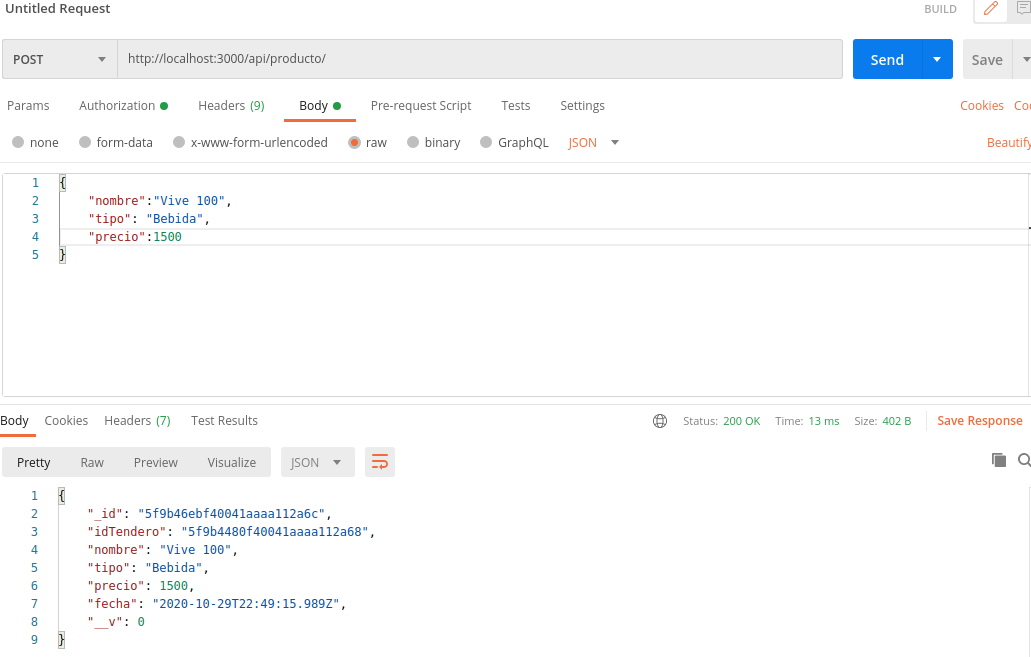 Untitled Request
BUILD
POST
http://localhost:3000/api/producto/
Send
Save
Params
Authorization
Headers (9)
Body
Pre-request Script
Tests
Settings
Cookies
none
form-data
x-www-form-urlencoded
raw
binary
GraphQL
JSON
Beautify
1 {
2 "nombre":"Vive 100",
3 "tipo": "Bebida",
4 "precio":1500
5 }
Body
Cookies
Headers (7)
Test Results
Status: 200 OK
Time: 13 ms
Size: 402 B
Save Response
Pretty
Raw
Preview
Visualize
JSON
1 {
2 "_id": "5f9b46ebf40041aaaa112a6c",
3 "idTendero": "5f9b4480f40041aaaa112a68",
4 "nombre": "Vive 100",
5 "tipo": "Bebida",
6 "precio": 1500,
7 "fecha": "2020-10-29T22:49:15.989Z",
8 "__v": 0
9 }